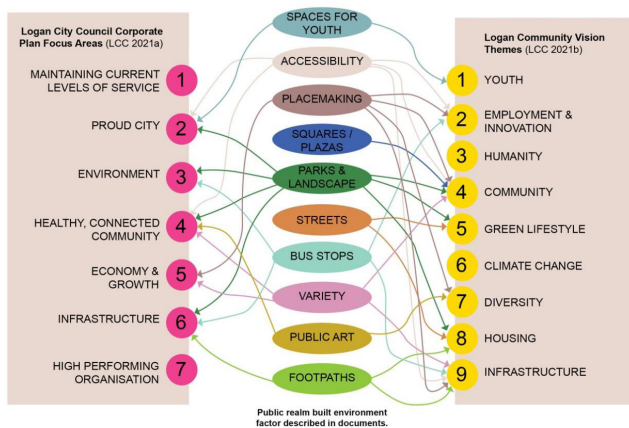 Logan City Council Corporate
Plan Focus Areas (LCC 2021a)
MAINTAINING CURRENT
LEVELS OF SERVICE
1
PROUD CITY
2
ENVIRONMENT
3
HEALTHY, CONNECTED
COMMUNITY
4
ECONOMY &
GROWTH
5
INFRASTRUCTURE
6
HIGH PERFORMING
ORGANISATION
7
SPACES FOR
YOUTH
ACCESSIBILITY
PLACEMAKING
SQUARES /
PLAZAS
PARKS &
LANDSCAPE
STREETS
BUS STOPS
VARIETY
PUBLIC ART
FOOTPATHS
Public realm built environment
factor described in documents.
Logan Community Vision
Themes (LCC 2021b)
1
YOUTH
2
EMPLOYMENT &
INNOVATION
3
HUMANITY
4
COMMUNITY
5
GREEN LIFESTYLE
6
CLIMATE CHANGE
7
DIVERSITY
8
HOUSING
9
INFRASTRUCTURE